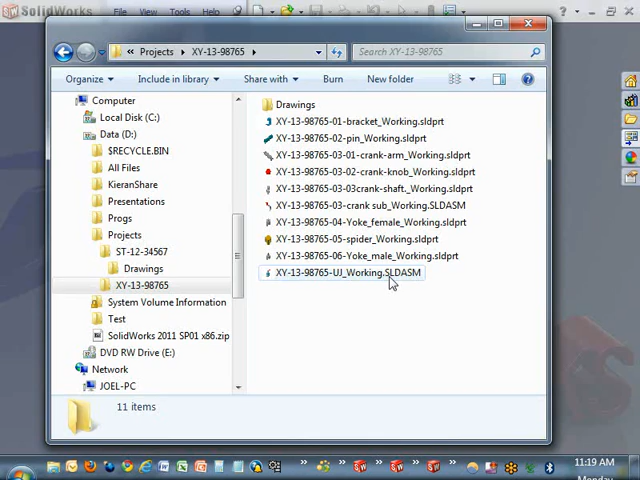 SolidWorks File View Tools Help
« Projects ▸ XY-13-98765 ▸ Search XY-13-98765
Organize Include in library Share with Burn New folder
Computer
Local Disk (C:)
Data (D:)
$RECYCLE.BIN
All Files
KieranShare
Presentations
Progs
Projects
ST-12-34567
Drawings
XY-13-98765
System Volume Information
Test
SolidWorks 2011 SP01 x86.zip
DVD RW Drive (E:)
Network
JOEL-PC
Drawings
XY-13-98765-01-bracket_Working.sldprt
XY-13-98765-02-pin_Working.sldprt
XY-13-98765-03-01-crank-arm_Working.sldprt
XY-13-98765-03-02-crank-knob_Working.sldprt
XY-13-98765-03-03crank-shaft._Working.sldprt
XY-13-98765-03-crank sub_Working.SLDASM
XY-13-98765-04-Yoke_female_Working.sldprt
XY-13-98765-05-spider_Working.sldprt
XY-13-98765-06-Yoke_male_Working.sldprt
XY-13-98765-UJ_Working.SLDASM
11 items
11:19 AM
Monday